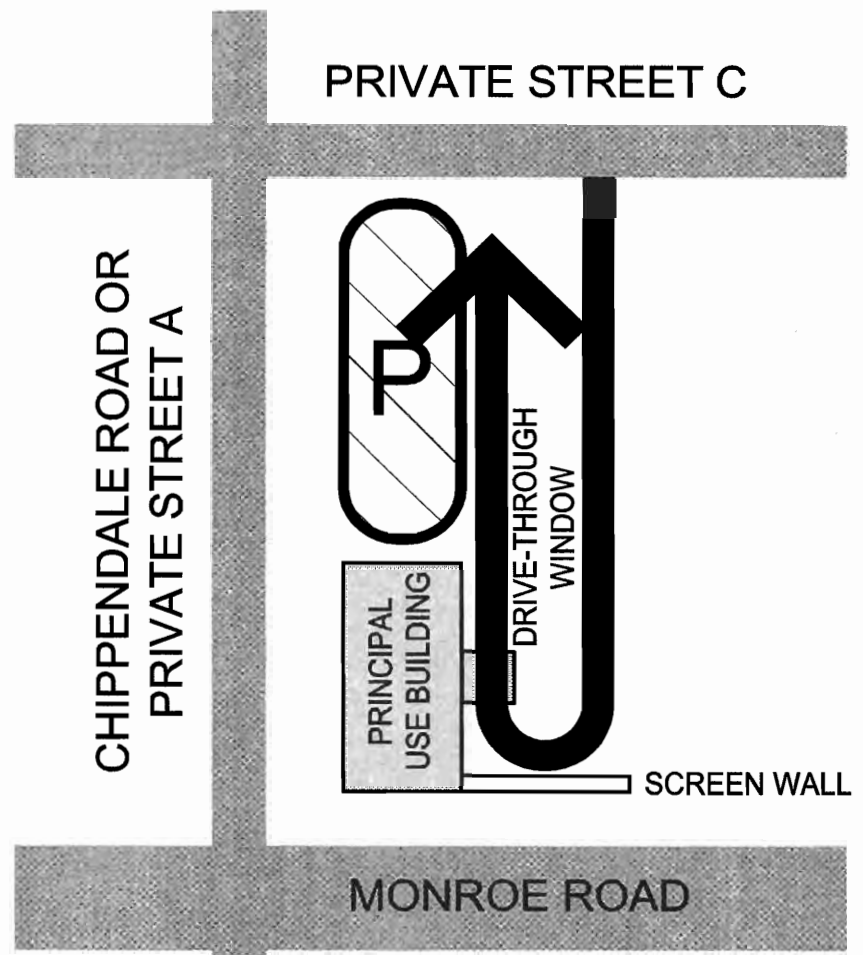 PRIVATE STREET C
CHIPPENDALE ROAD OR
PRIVATE STREET A
P
DRIVE-THROUGH
WINDOW
PRINCIPAL
USE BUILDING
SCREEN WALL
MONROE ROAD